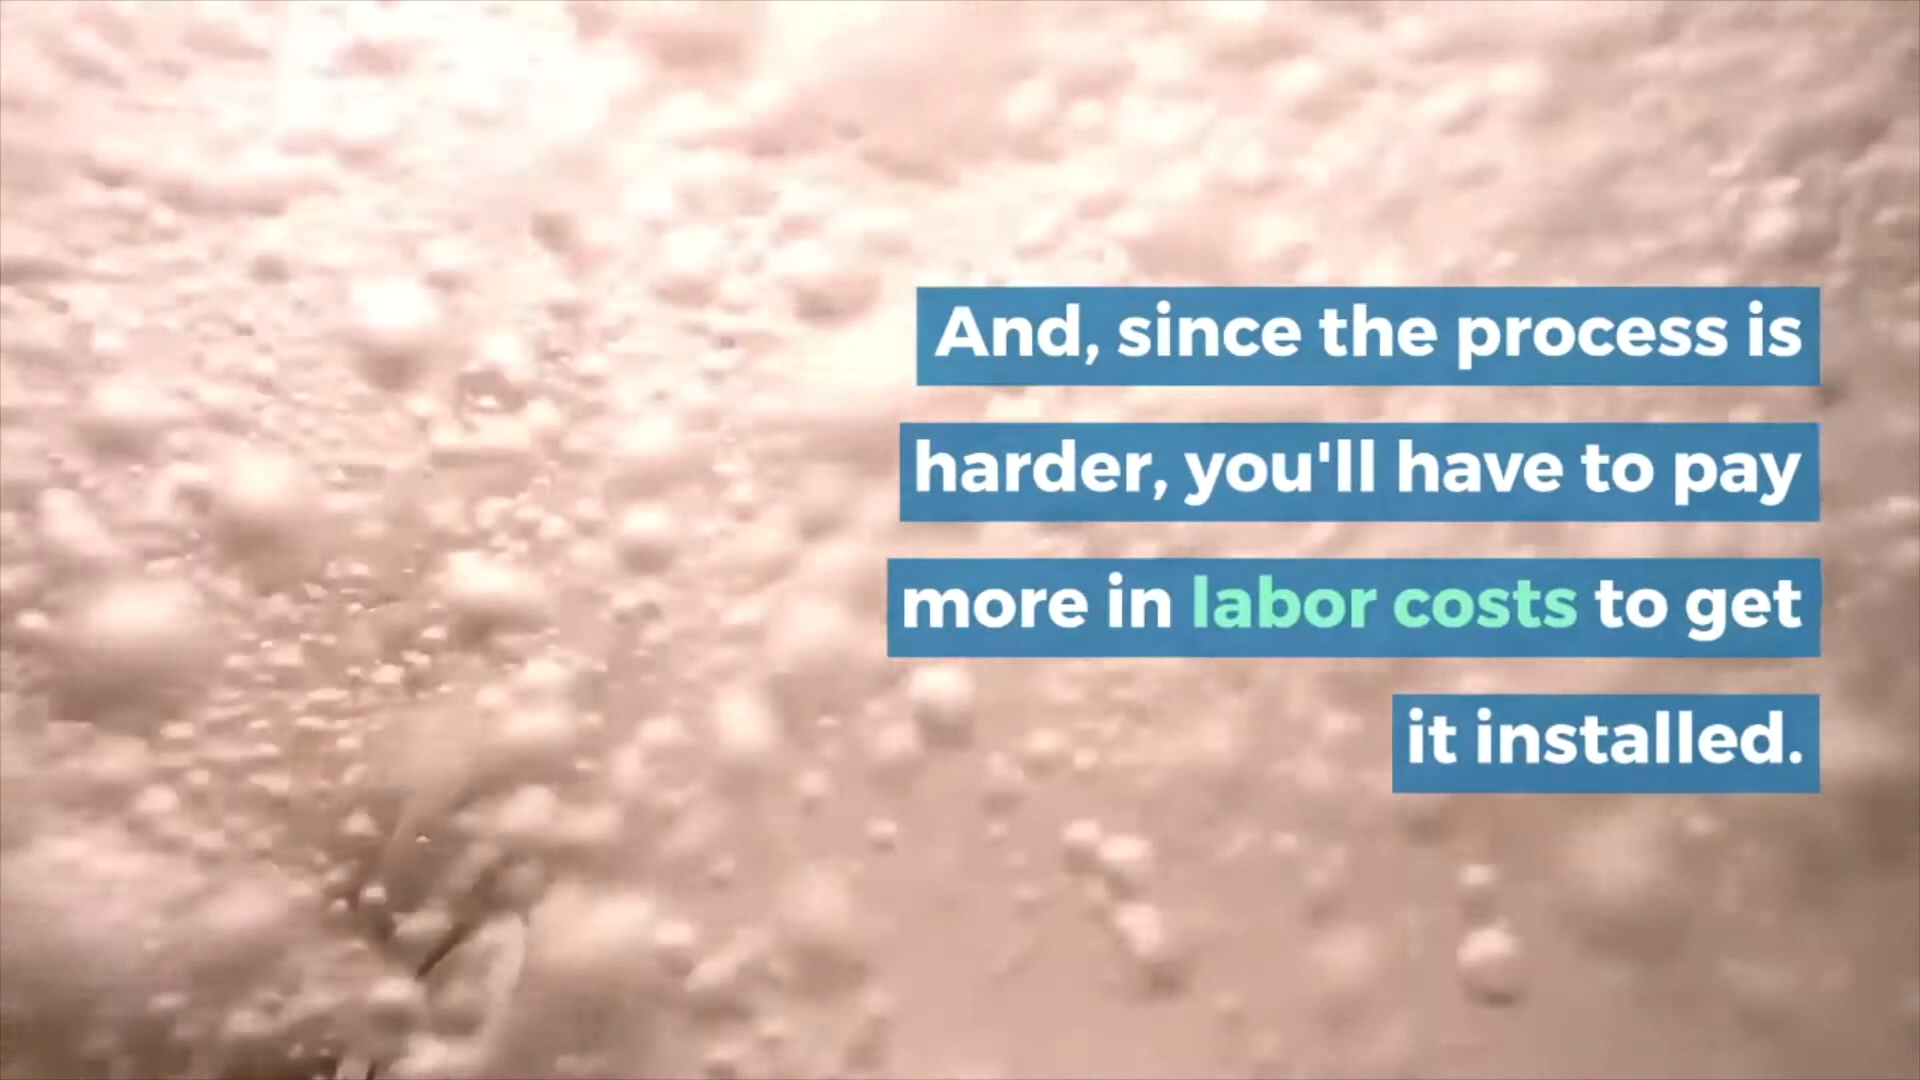 And, since the process is
harder, you'll have to pay
more in labor costs to get
it installed.